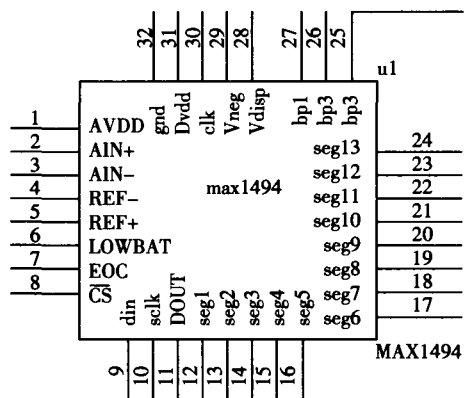 32 31 30 29 28 27 26 25
u1
gnd Dvdd clk Vneg Vdisp bp1 bp3 bp3
1 AVDD
2 AIN+
3 AIN-
4 REF-
5 REF+
6 LOWBAT
7 EOC
8 CS
max1494
seg13 24
seg12 23
seg11 22
seg10 21
seg9 20
seg8 19
seg7 18
seg6 17
din sclk DOUT seg1 seg2 seg3 seg4 seg5
9 10 11 12 13 14 15 16
MAX1494